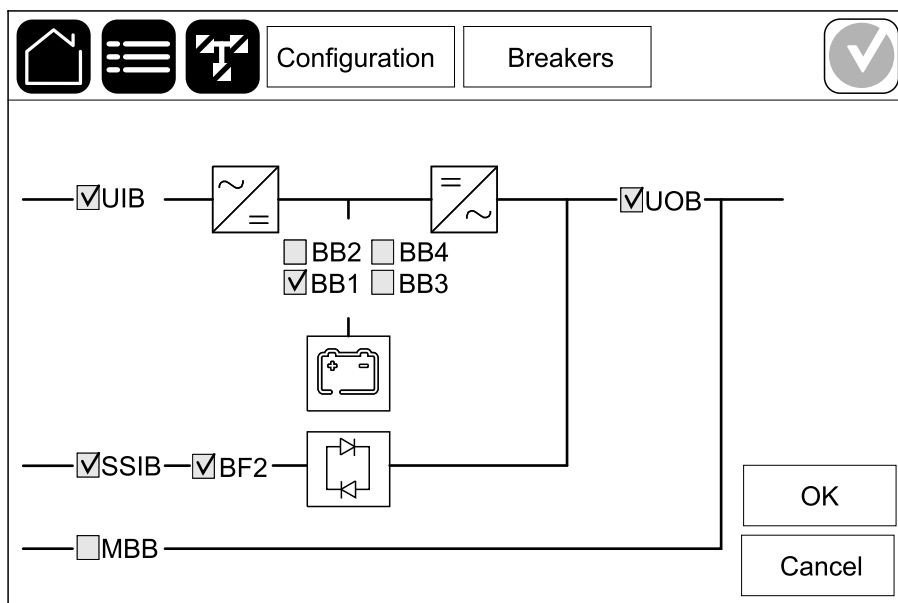 Configuration
Breakers
UIB
UOB
BB2 BB4
BB1 BB3
SSIB
BF2
OK
MBB
Cancel